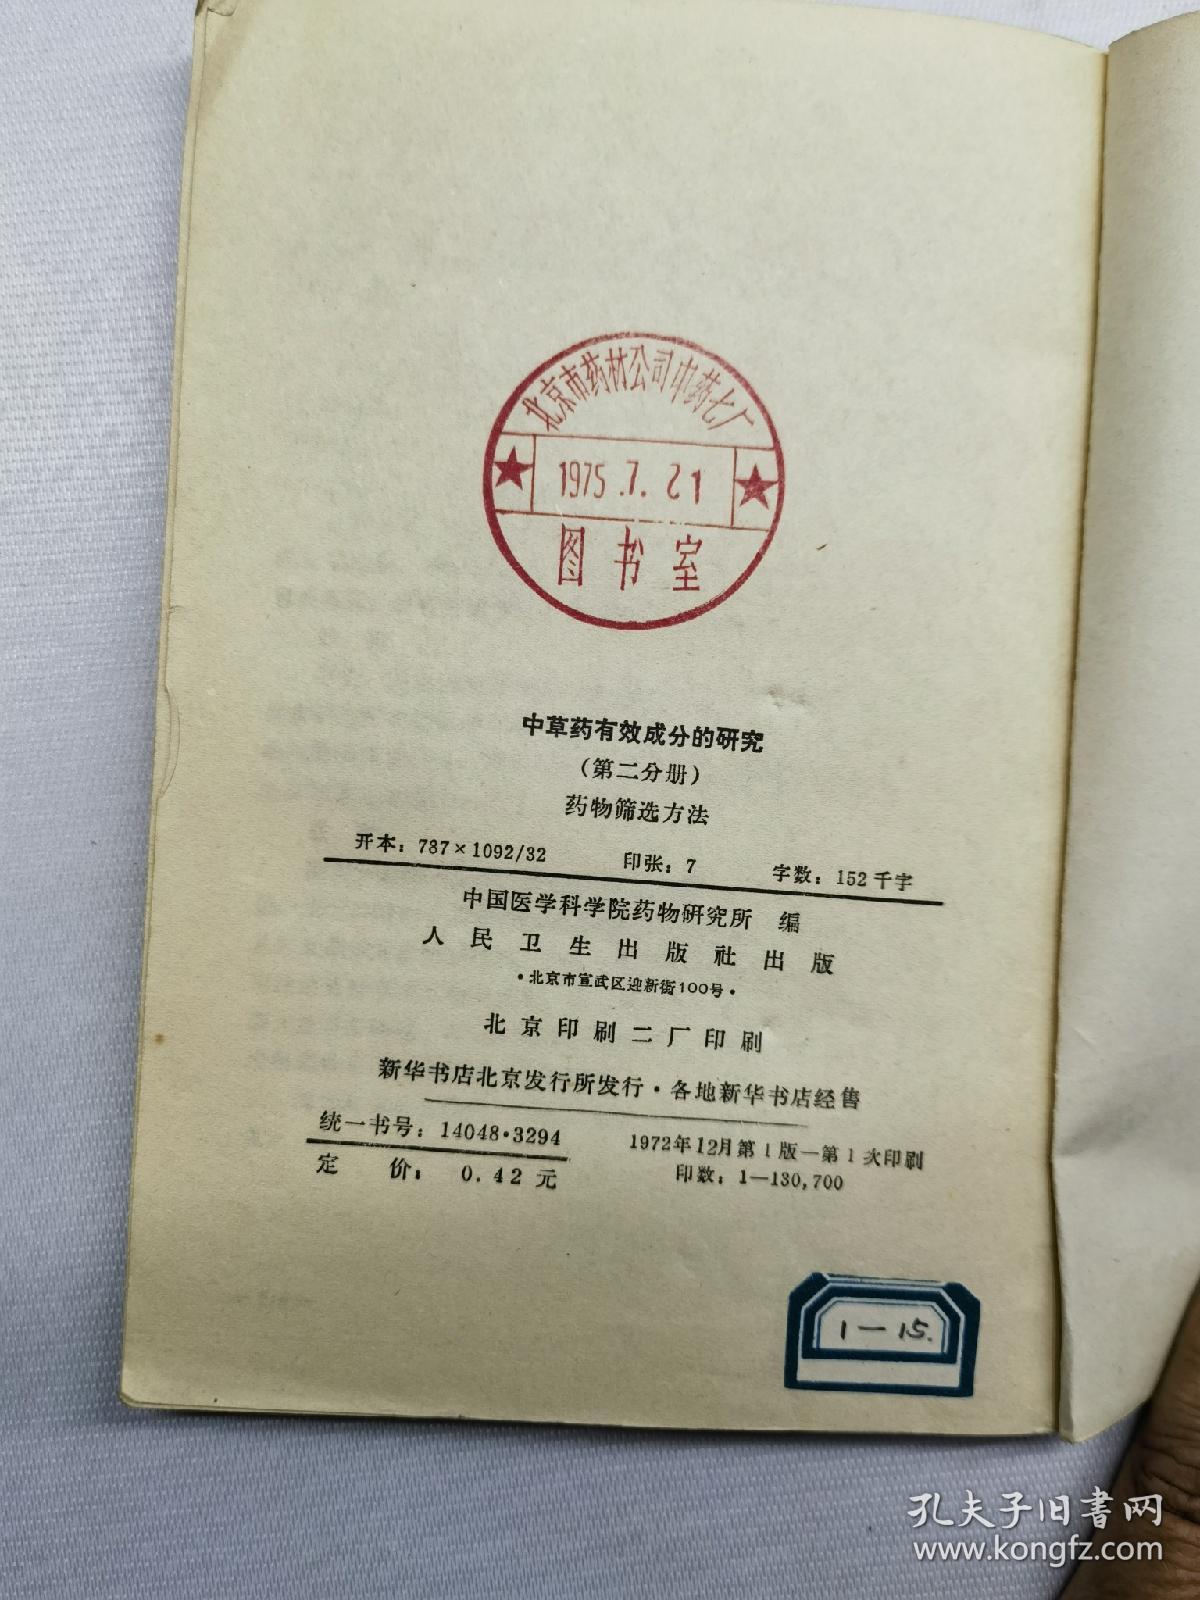 北京市药材公司中药七厂
★ 1975.7.21 ★
图书室
中草药有效成分的研究
(第二分册)
药物筛选方法
开本：787×1092/32 印张：7 字数：152千字
中国医学科学院药物研究所 编
人民卫生出版社出版
·北京市宣武区迎新街100号·
北京印刷二厂印刷
新华书店北京发行所发行·各地新华书店经售
统一书号：14048·3294
定 价： 0.42元
1972年12月第1版—第1次印刷
印数：1—130,700
1—15.
孔夫子旧书网
www.kongfz.com